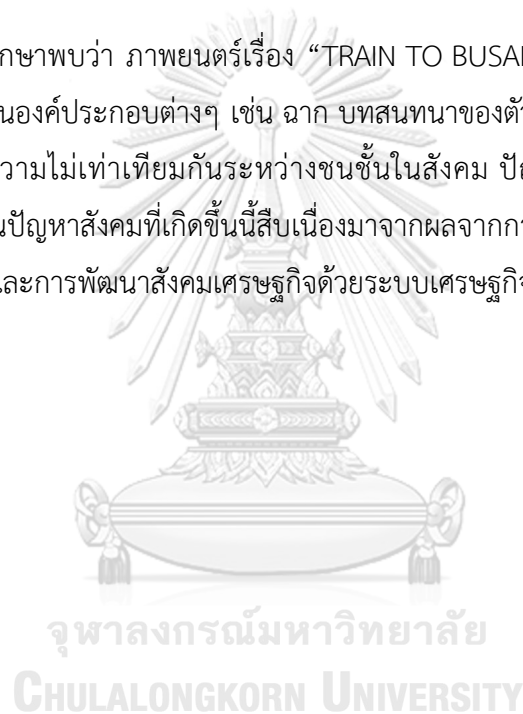 กษาพบว่า ภาพยนตร์เรื่อง “TRAIN TO BUSAN
นองค์ประกอบต่างๆ เช่น ฉาก บทสนทนาของตัว
ความไม่เท่าเทียมกันระหว่างชนชั้นในสังคม
นปัญหาสังคมที่เกิดขึ้นนี้สืบเนื่องมาจากผลจากกา
และการพัฒนาสังคมเศรษฐกิจด้วยระบบเศรษฐกิจ
จุฬาลงกรณ์มหาวิทยาลัย
CHULALONGKORN UNIVERSITY